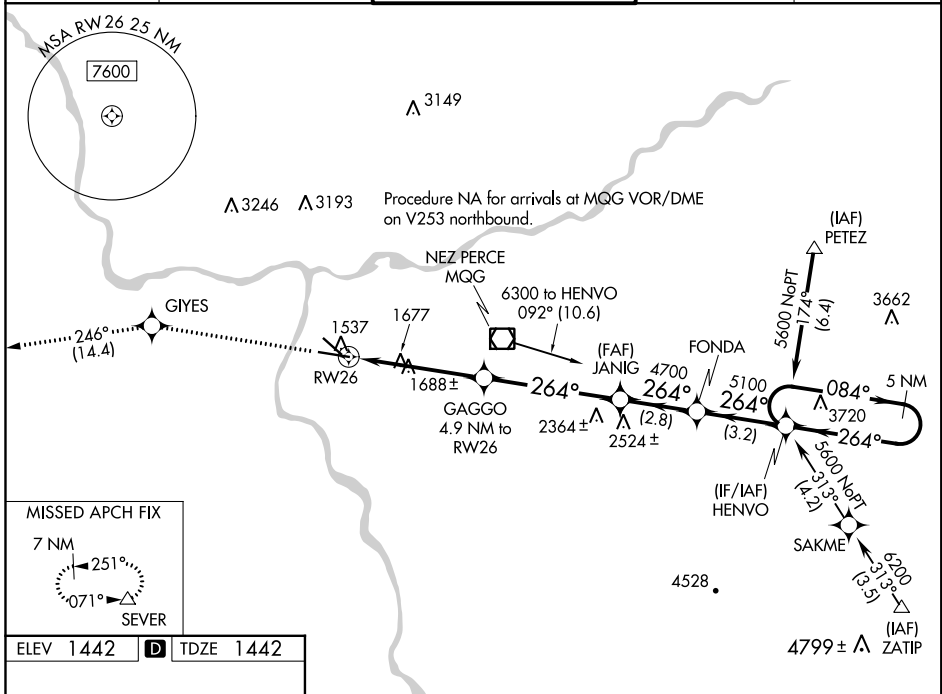 MSA RW26 25 NM
7600
3149
3246
3193
Procedure NA for arrivals at MQG VOR/DME
on V253 northbound.
(IAF)
PETEZ
NEZ PERCE
MQG
5600 NoPT
174°
(6.4)
3662
6300 to HENVO
092° (10.6)
GIYES
246°
(14.4)
1537
1677
RW26
1688 ±
(FAF)
JANIG
4700
FONDA
5100
084°
5 NM
264°
264°
264°
3720
264°
(2.8)
(3.2)
GAGGO
4.9 NM to
RW26
2364 ±
2524 ±
(IF/IAF)
HENVO
5600 NoPT
313°
(4.2)
SAKME
6200
313°
(3.5)
(IAF)
ZATIP
4528
4799 ±
MISSED APCH FIX
7 NM
251°
071°
SEVER
ELEV 1442 D TDZE 1442